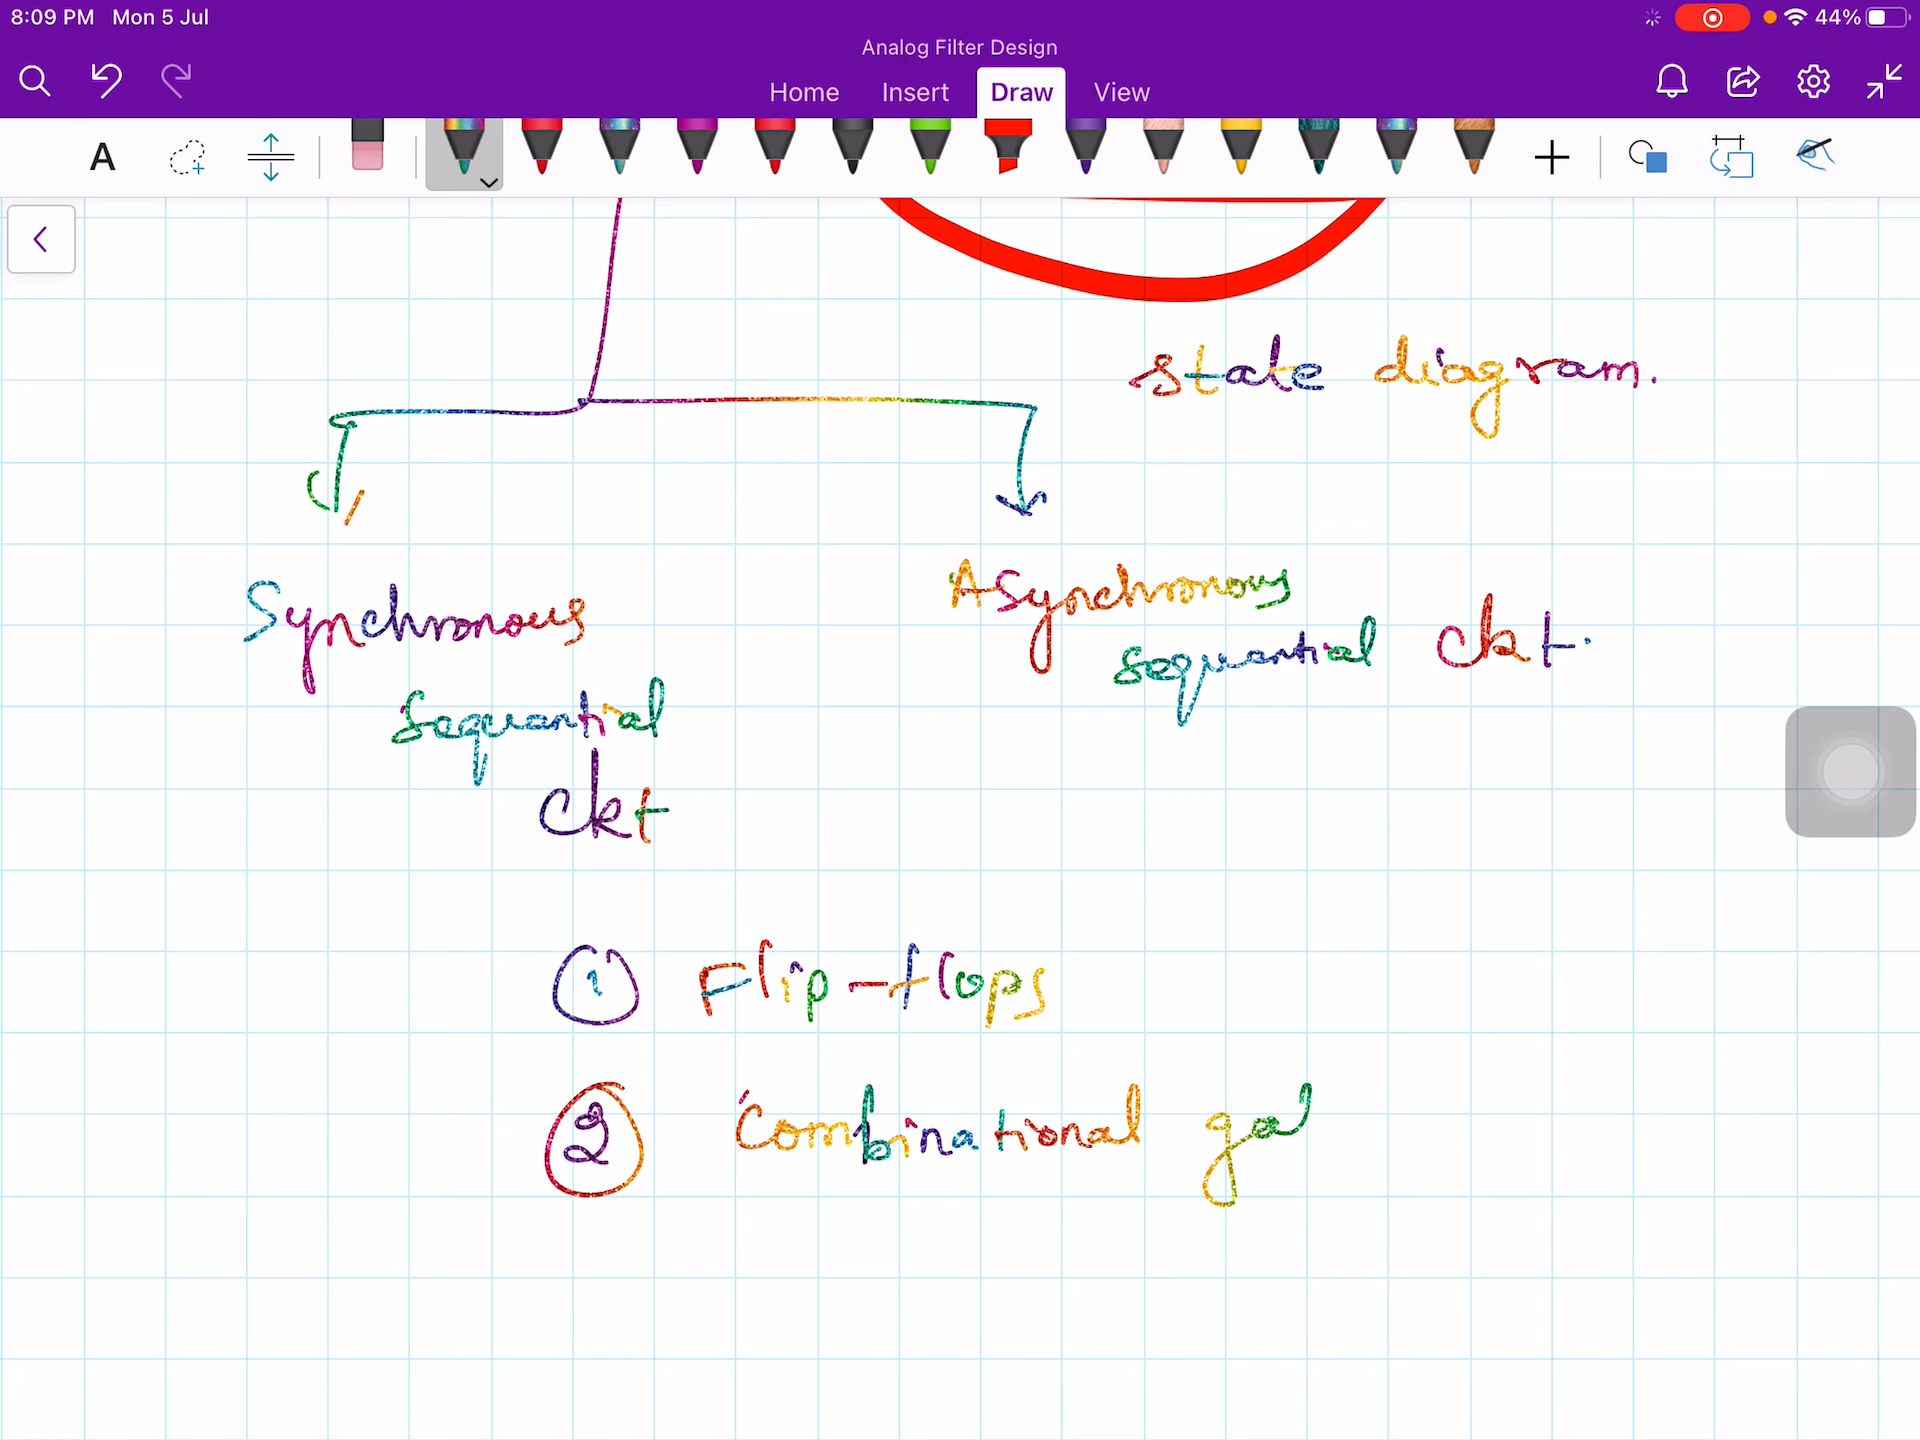 8:09 PM Mon 5 Jul 44%
Analog Filter Design
Home Insert Draw View
A
state diagram.
Synchronous
sequential
ckt
Asynchronous
sequential ckt.
1 Flip-flops
2 Combinational ga